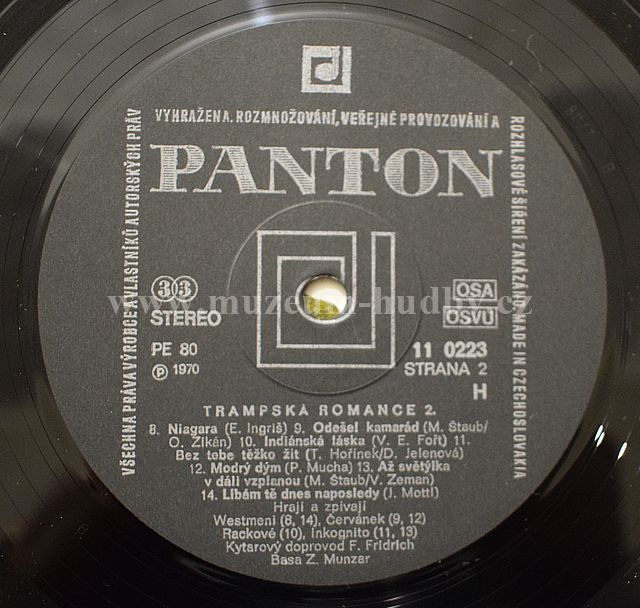 VŠECHNA PRÁVA VÝROBCE A VLASTNÍKŮ AUTORSKÝCH PRÁV
VYHRAŽENA. ROZMNOŽOVÁNÍ, VEŘEJNÉ PROVOZOVÁNÍ A
ROZHLASOVÉ ŠÍŘENÍ ZAKÁZÁNO MADE IN CZECHOSLOVAKIA
PANTON
www.muzeum-hudby.cz
33
STEREO
PE 80
℗ 1970
OSA
OSVU
11 0223
STRANA 2
H
TRAMPSKÁ ROMANCE 2.
8. Niagara (E. Ingriš) 9. Odešel kamarád (M. Štaub/
O. Zikán) 10. Indiánská láska (V. E. Fořt) 11.
Bez tebe těžko žít (T. Hořínek/D. Jelenová)
12. Modrý dým (P. Mucha) 13. Až světýlka
v dáli vzplanou (M. Štaub/V. Zeman)
14. Líbám tě dnes naposledy (J. Mottl)
Hrají a zpívají
Westmeni (8, 14), Červánek (9, 12)
Rackové (10), Inkognito (11, 13)
Kytarový doprovod F. Fridrich
Basa Z. Munzar